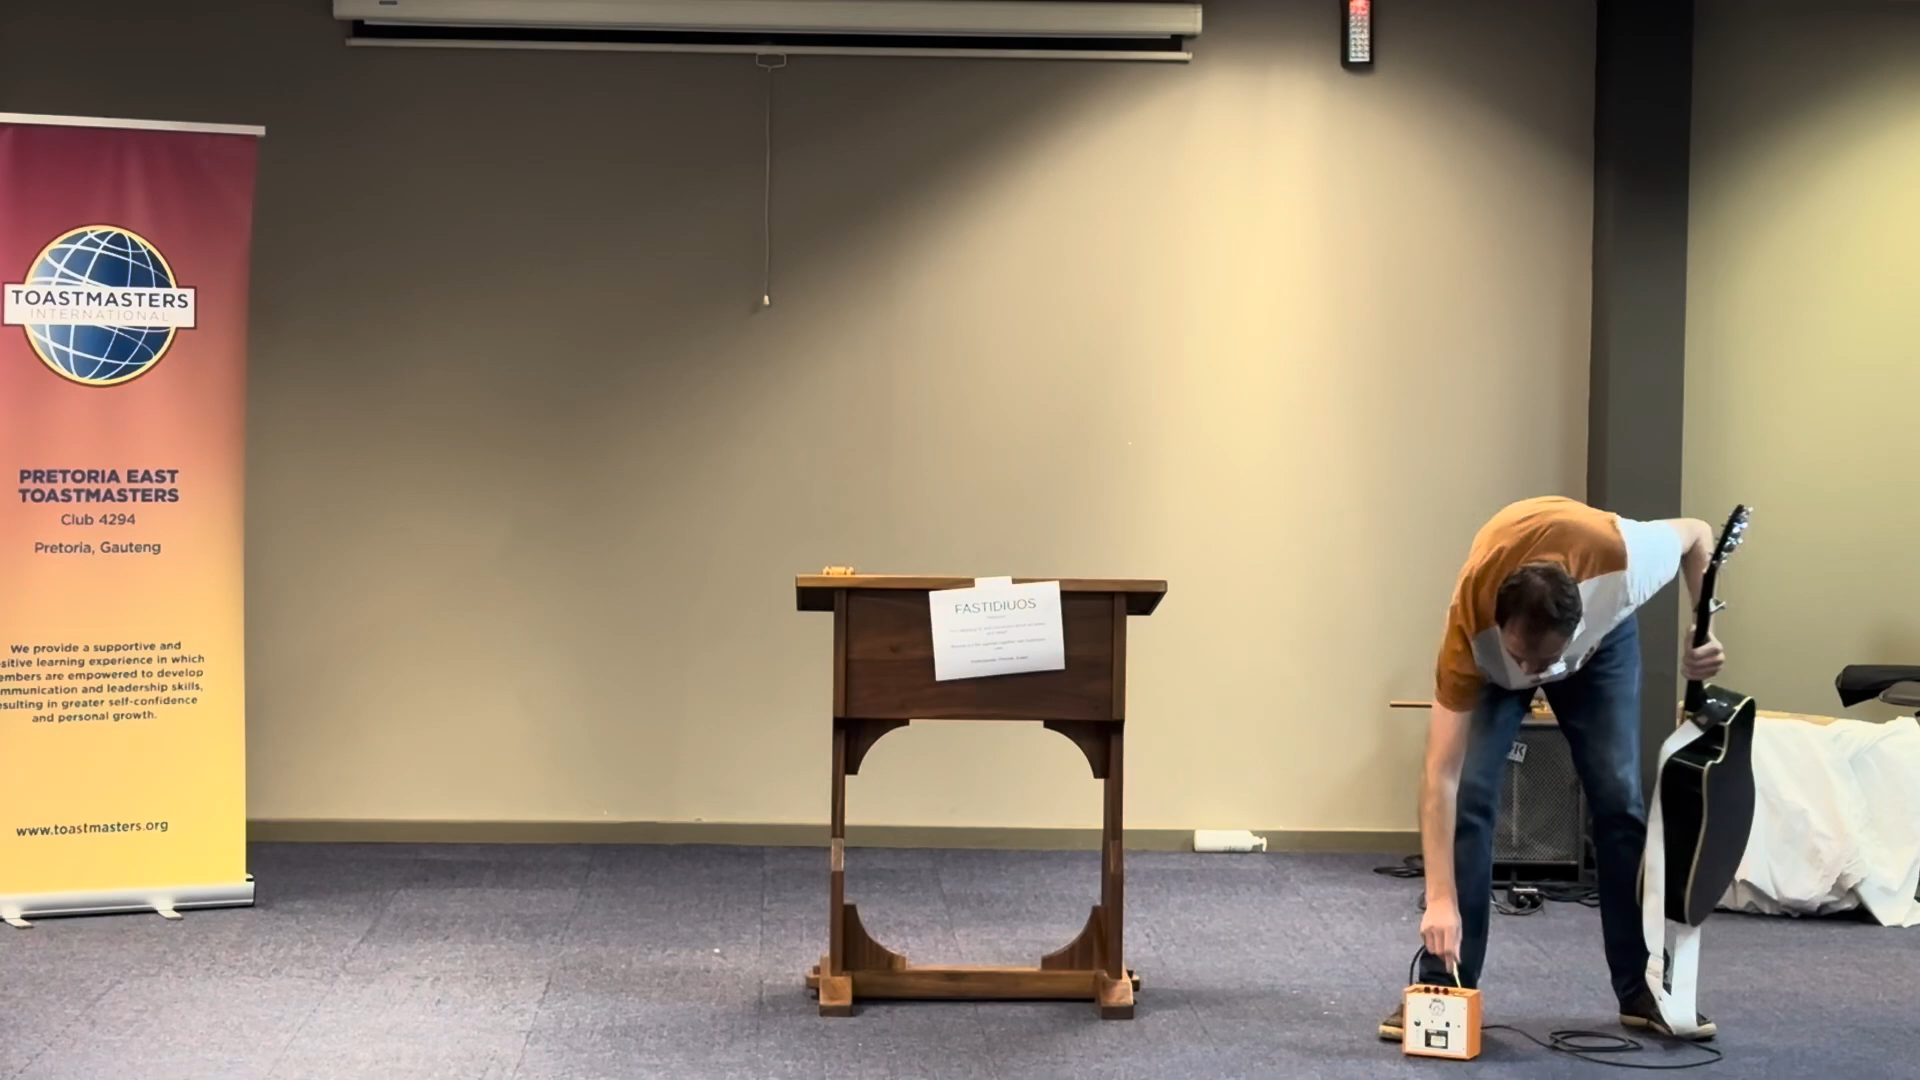 TOASTMASTERS
INTERNATIONAL
PRETORIA EAST
TOASTMASTERS
Club 4294
Pretoria, Gauteng
We provide a supportive and
sitive learning experience in which
embers are empowered to develop
mmunication and leadership skills,
esulting in greater self-confidence
and personal growth.
www.toastmasters.org
FASTIDIUOS